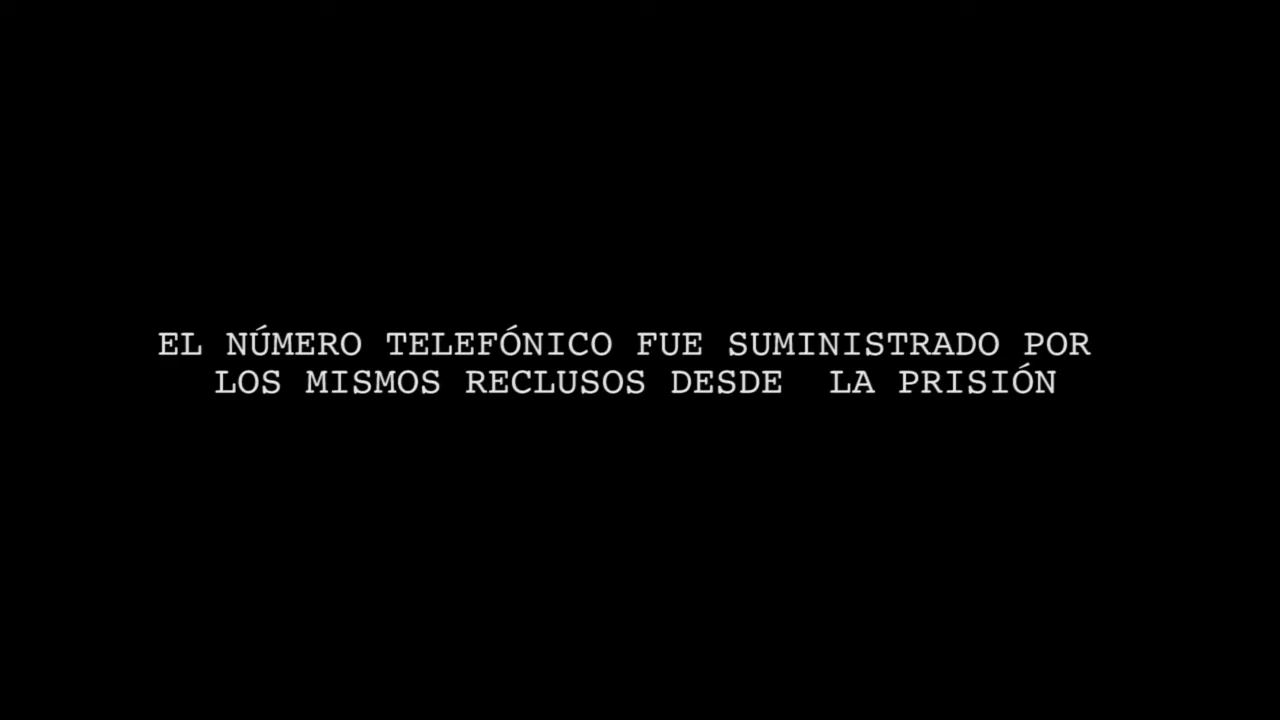 EL NÚMERO TELEFÓNICO FUE SUMINISTRADO POR
LOS MISMOS RECLUSOS DESDE  LA PRISIÓN